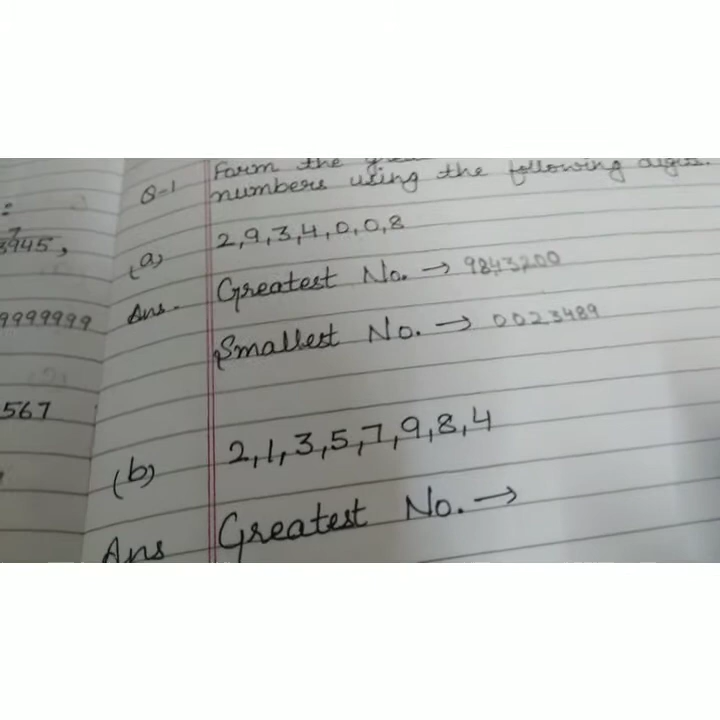 Q-1 Form the
numbers using the following digits.
(a) 2,9,3,4,0,0,8
Ans. Greatest No. → 9843200
Smallest No. → 0023489
(b) 2,1,3,5,7,9,8,4
Ans Greatest No. →
3945,
9999999
567